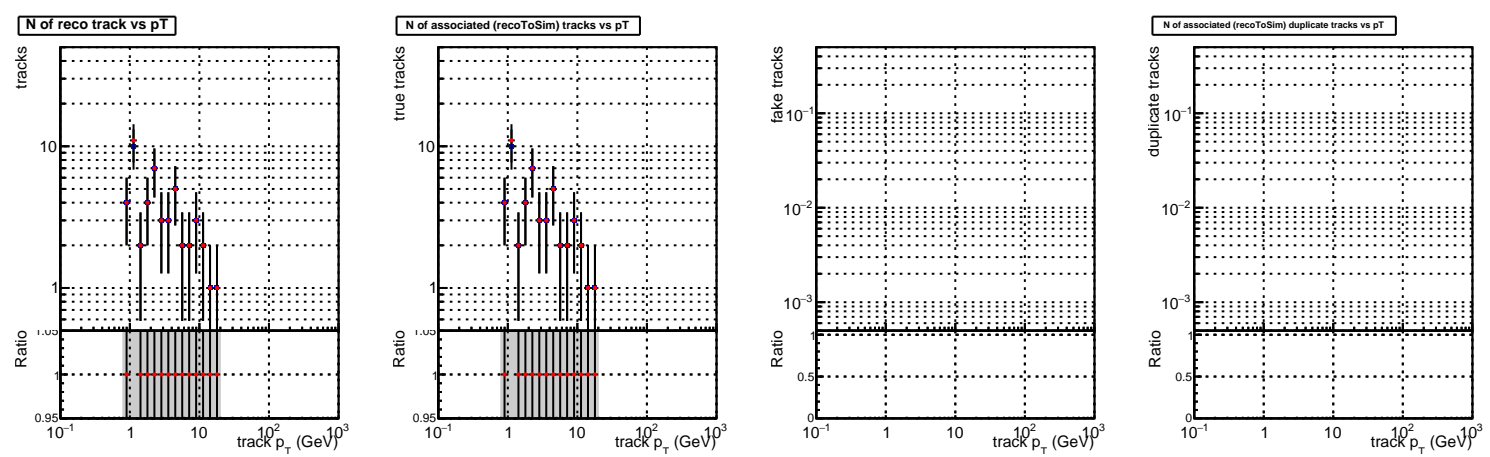 N of reco track vs pT
tracks
10
1
1.05
Ratio
1
0.95
10⁻¹ 1 10 10² 10³
track p_T (GeV)
N of associated (recoToSim) tracks vs pT
true tracks
10
1
1.05
Ratio
1
0.95
10⁻¹ 1 10 10² 10³
track p_T (GeV)
fake tracks
10⁻¹
10⁻²
10⁻³
1
Ratio
0.5
0
10⁻¹ 1 10 10² 10³
track p_T (GeV)
N of associated (recoToSim) duplicate tracks vs pT
duplicate tracks
10⁻¹
10⁻²
10⁻³
1
Ratio
0.5
0
10⁻¹ 1 10 10² 10³
track p_T (GeV)